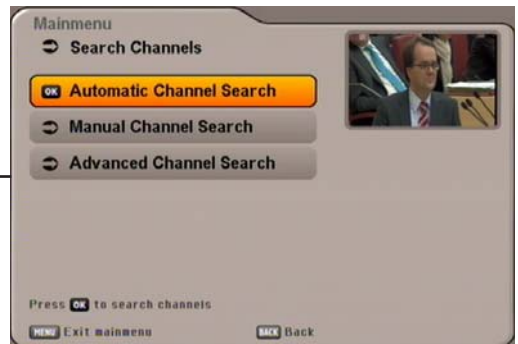 Mainmenu
Search Channels
OK Automatic Channel Search
Manual Channel Search
Advanced Channel Search
Press OK to search channels
MENU Exit mainmenu BACK Back